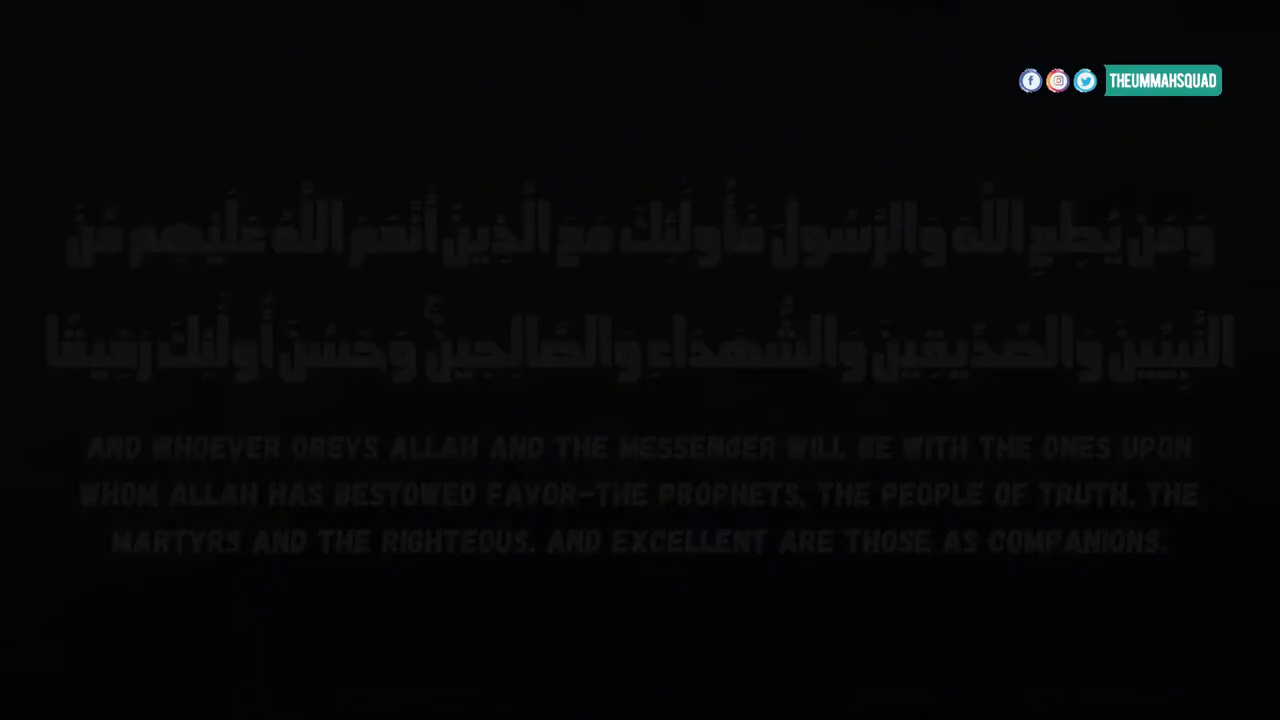 THEUMMAHSQUAD
وَمَنْ يُطِعِ اللَّهَ وَالرَّسُولَ فَأُولَٰئِكَ مَعَ الَّذِينَ أَنْعَمَ اللَّهُ عَلَيْهِم مِّنَ
النَّبِيِّينَ وَالصِّدِّيقِينَ وَالشُّهَدَاءِ وَالصَّالِحِينَ ۚ وَحَسُنَ أُولَٰئِكَ رَفِيقًا
AND WHOEVER OBEYS ALLAH AND THE MESSENGER WILL BE WITH THE ONES UPON
WHOM ALLAH HAS BESTOWED FAVOR-THE PROPHETS, THE PEOPLE OF TRUTH, THE
MARTYRS AND THE RIGHTEOUS. AND EXCELLENT ARE THOSE AS COMPANIONS.